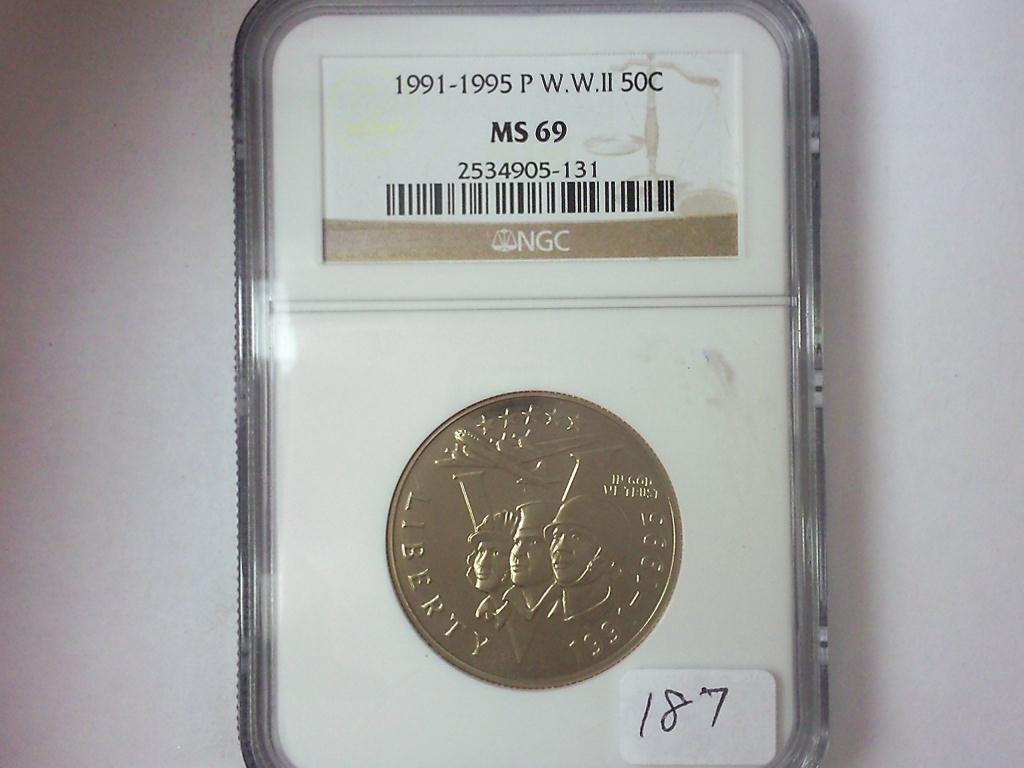 1991-1995 P W.W.II 50C
MS 69
2534905-131
NGC
IN GOD
WE TRUST
LIBERTY
1991-1995
187